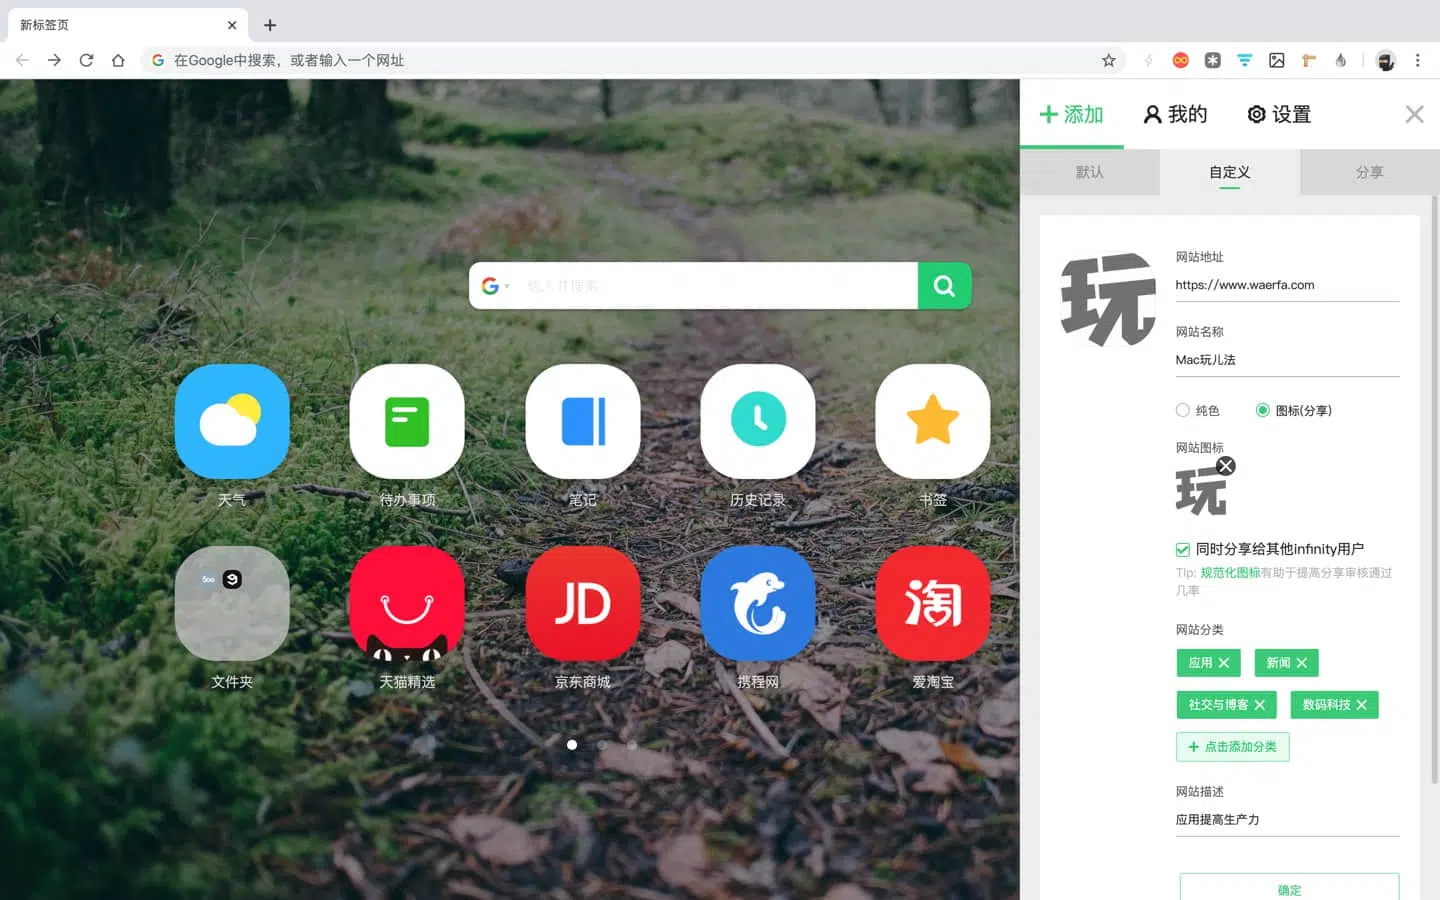 新标签页
在Google中搜索，或者输入一个网址
添加
我的
设置
默认
自定义
分享
输入并搜索...
天气
待办事项
笔记
历史记录
书签
文件夹
天猫精选
JD
京东商城
携程网
淘
爱淘宝
玩
网站地址
https://www.waerfa.com
网站名称
Mac玩儿法
纯色
图标(分享)
网站图标
玩
同时分享给其他infinity用户
Tip: 规范化图标有助于提高分享审核通过
几率
网站分类
应用
新闻
社交与博客
数码科技
点击添加分类
网站描述
应用提高生产力
确定